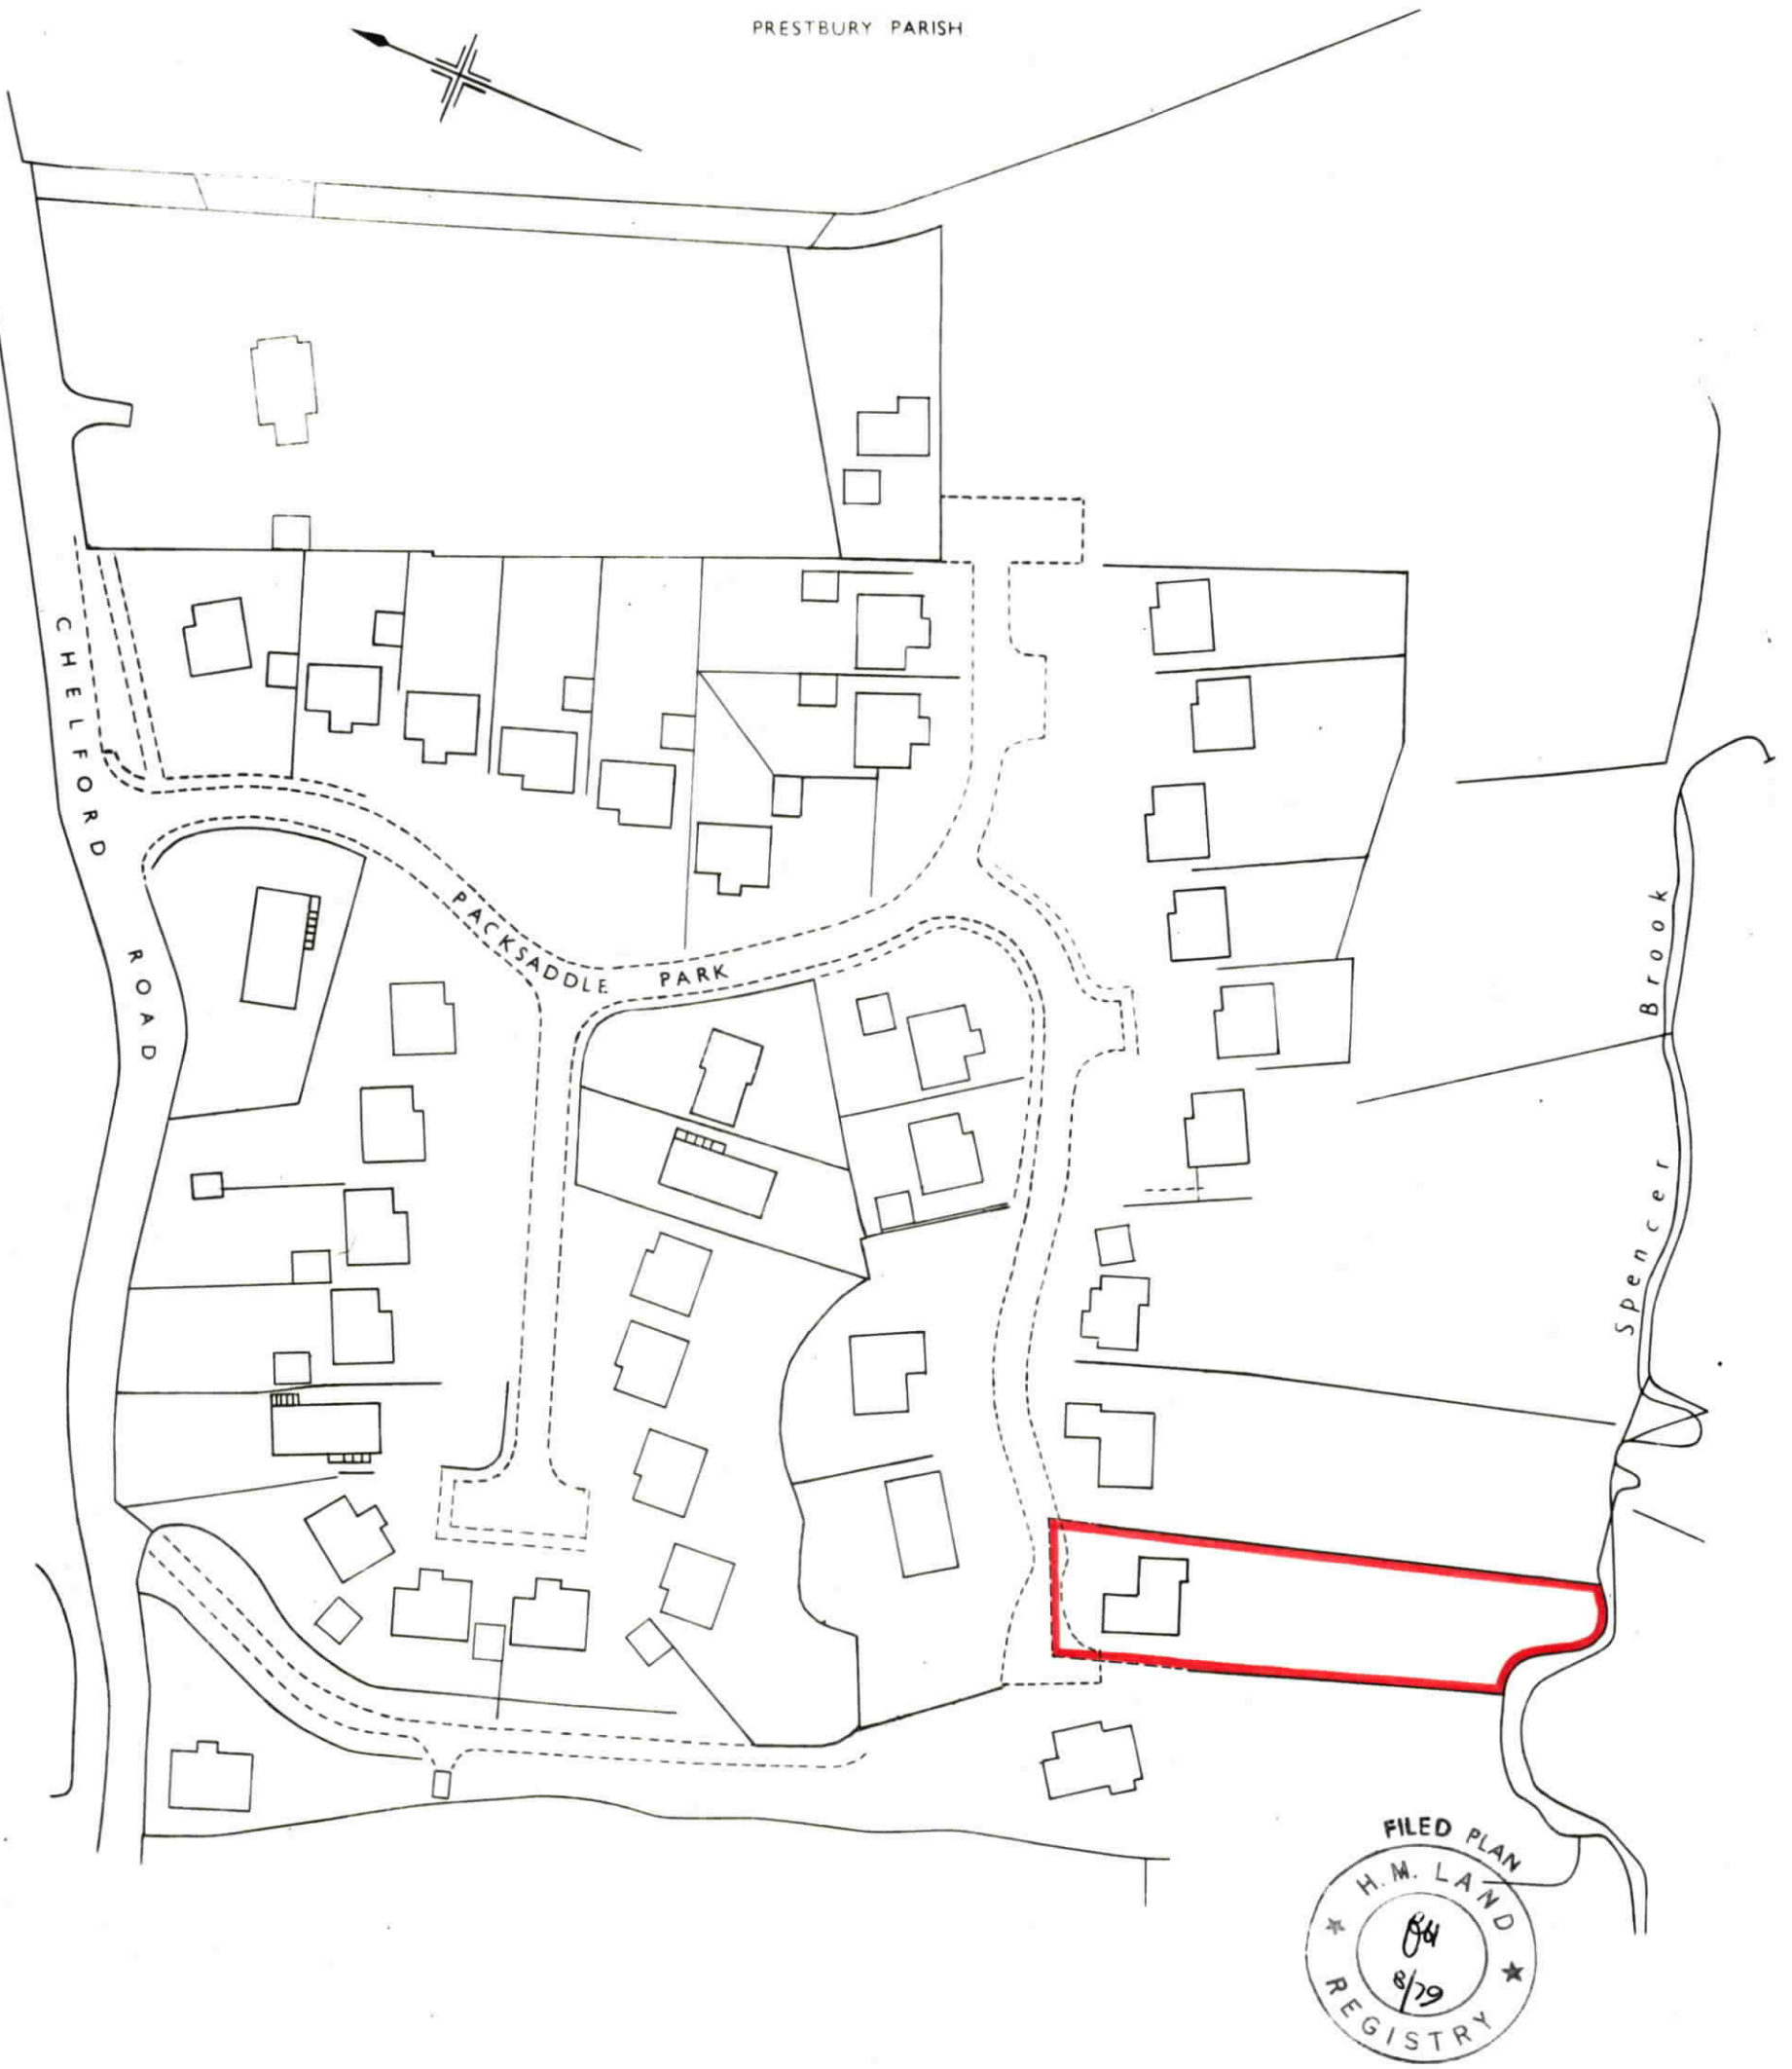 PRESTBURY PARISH
CHELFORD ROAD
PACKSADDLE PARK
Spencer Brook
FILED PLAN
H.M. LAND REGISTRY
8/79